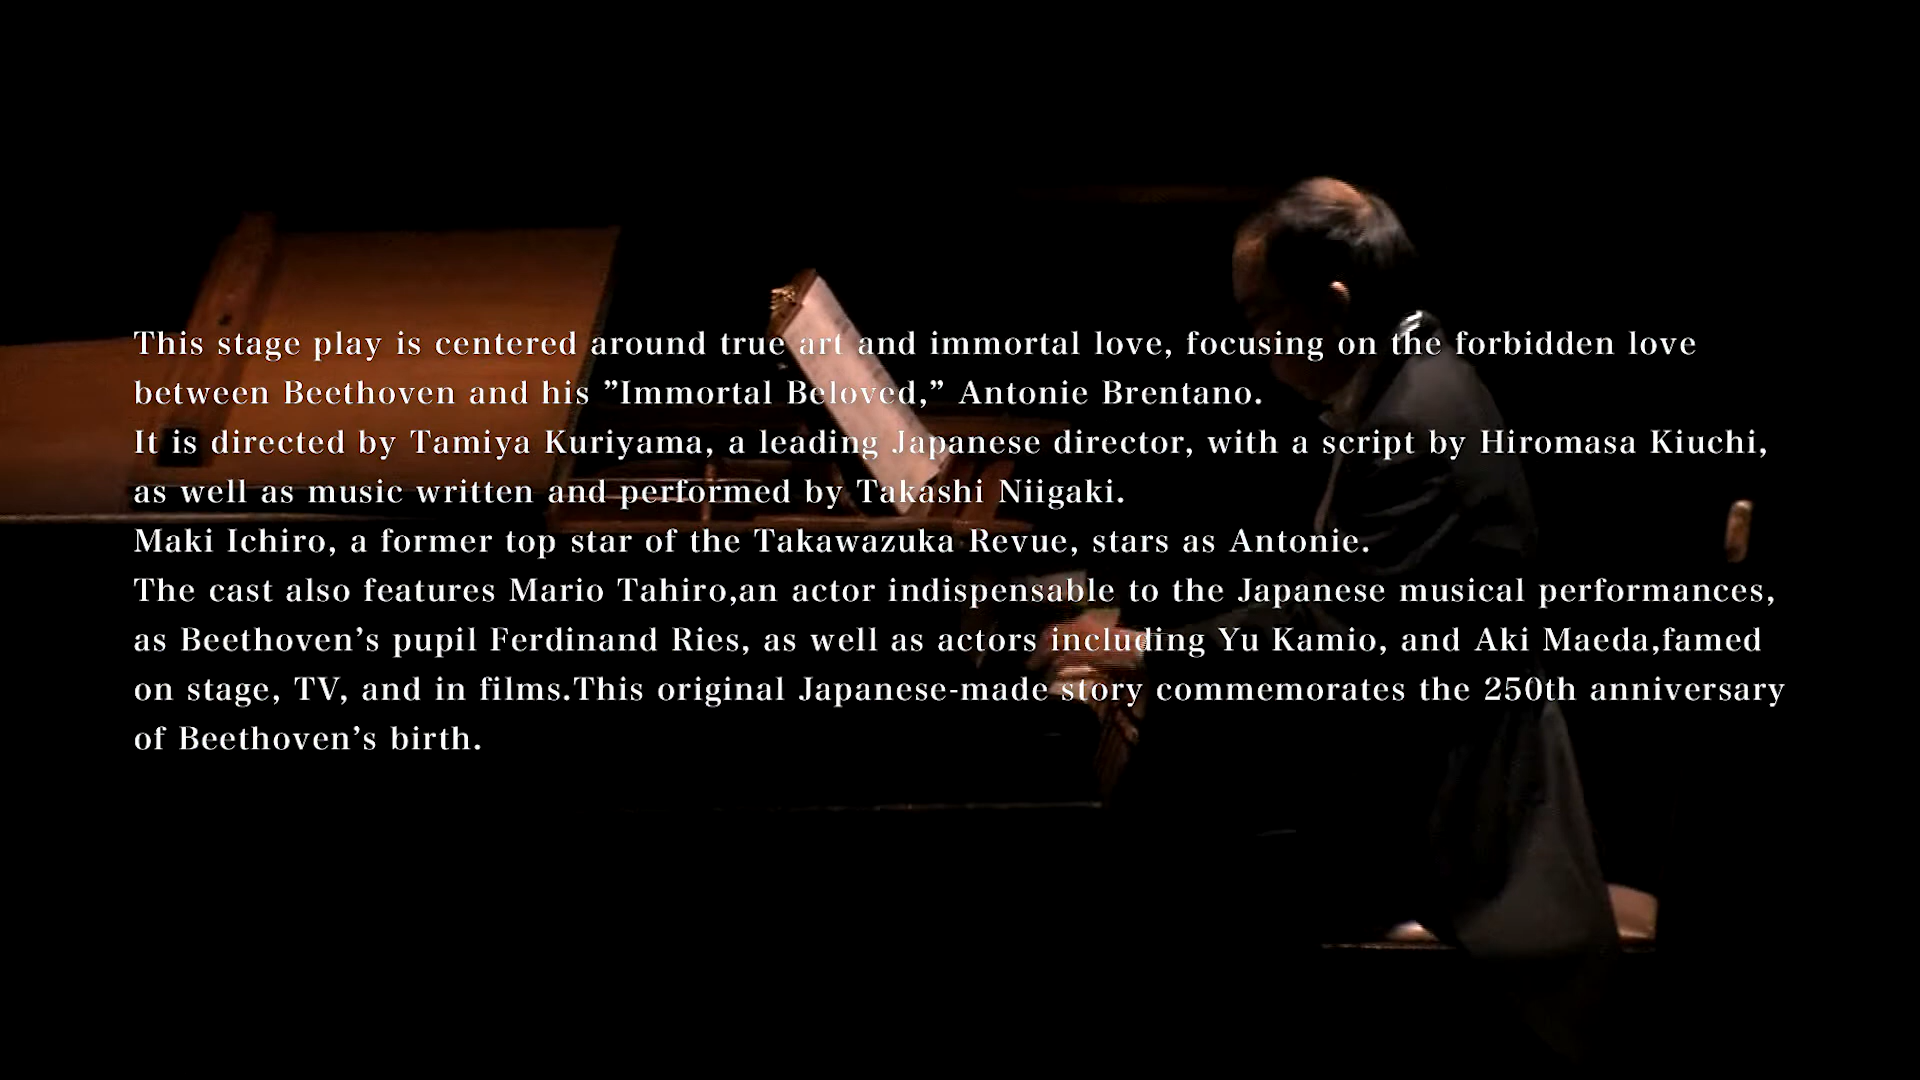 This stage play is centered around true art and immortal love, focusing on the forbidden love
between Beethoven and his ”Immortal Beloved,” Antonie Brentano.
It is directed by Tamiya Kuriyama, a leading Japanese director, with a script by Hiromasa Kiuchi,
as well as music written and performed by Takashi Niigaki.
Maki Ichiro, a former top star of the Takawazuka Revue, stars as Antonie.
The cast also features Mario Tahiro,an actor indispensable to the Japanese musical performances,
as Beethoven’s pupil Ferdinand Ries, as well as actors including Yu Kamio, and Aki Maeda,famed
on stage, TV, and in films.This original Japanese-made story commemorates the 250th anniversary
of Beethoven’s birth.